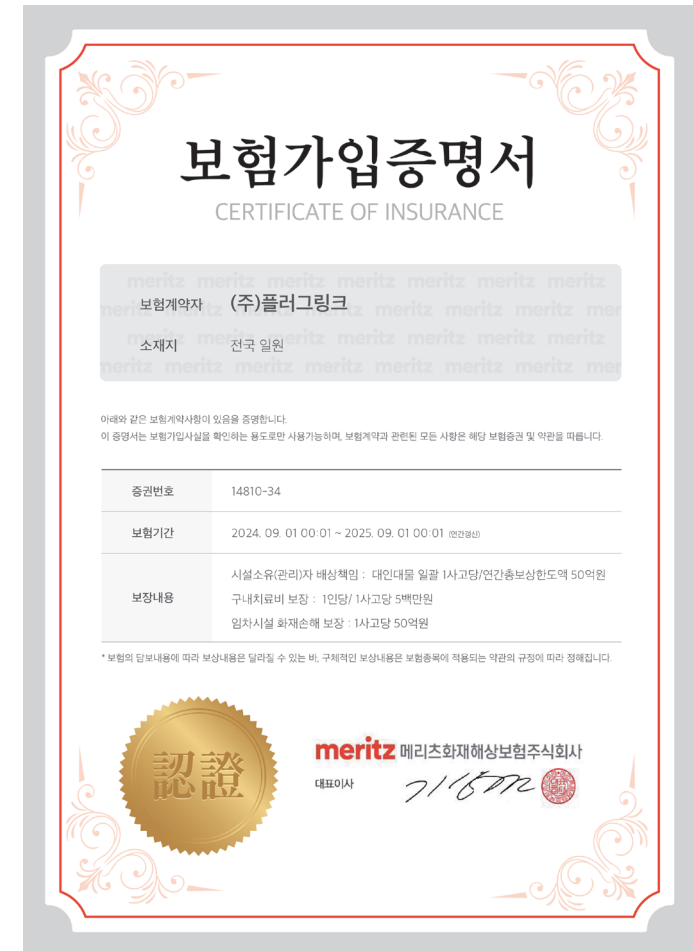 보험가입증명서
CERTIFICATE OF INSURANCE
meritz meritz meritz meritz meritz meritz meritz
보험계약자 (주)플러그링크
소재지 전국 일원
아래와 같은 보험계약사항이 있음을 증명합니다.
이 증명서는 보험가입사실을 확인하는 용도로만 사용가능하며, 보험계약과 관련된 모든 사항은 해당 보험증권 및 약관을 따릅니다.
증권번호 14810-34
보험기간 2024. 09. 01 00:01 ~ 2025. 09. 01 00:01 (연간갱신)
보장내용
시설소유(관리)자 배상책임 : 대인대물 일괄 1사고당/연간총보상한도액 50억원
구내치료비 보장 : 1인당/ 1사고당 5백만원
임차시설 화재손해 보장 : 1사고당 50억원
* 보험의 담보내용에 따라 보상내용은 달라질 수 있는 바, 구체적인 보상내용은 보험종목에 적용되는 약관의 규정에 따라 정해집니다.
認證
meritz 메리츠화재해상보험주식회사
대표이사